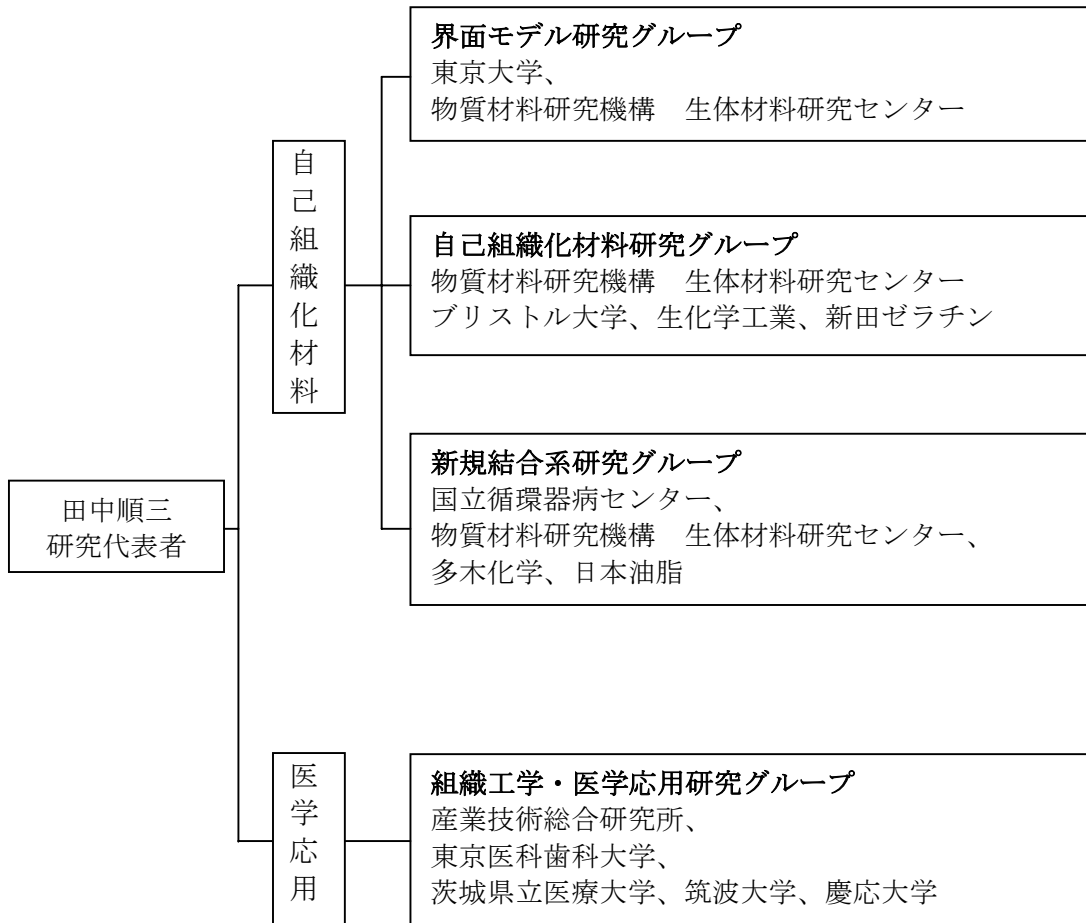 界面モデル研究グループ
東京大学、
物質材料研究機構　生体材料研究センター
自己組織化材料
自己組織化材料研究グループ
物質材料研究機構　生体材料研究センター
ブリストル大学、生化学工業、新田ゼラチン
新規結合系研究グループ
国立循環器病センター、
物質材料研究機構　生体材料研究センター、
多木化学、日本油脂
田中順三
研究代表者
医学応用
組織工学・医学応用研究グループ
産業技術総合研究所、
東京医科歯科大学、
茨城県立医療大学、筑波大学、慶応大学